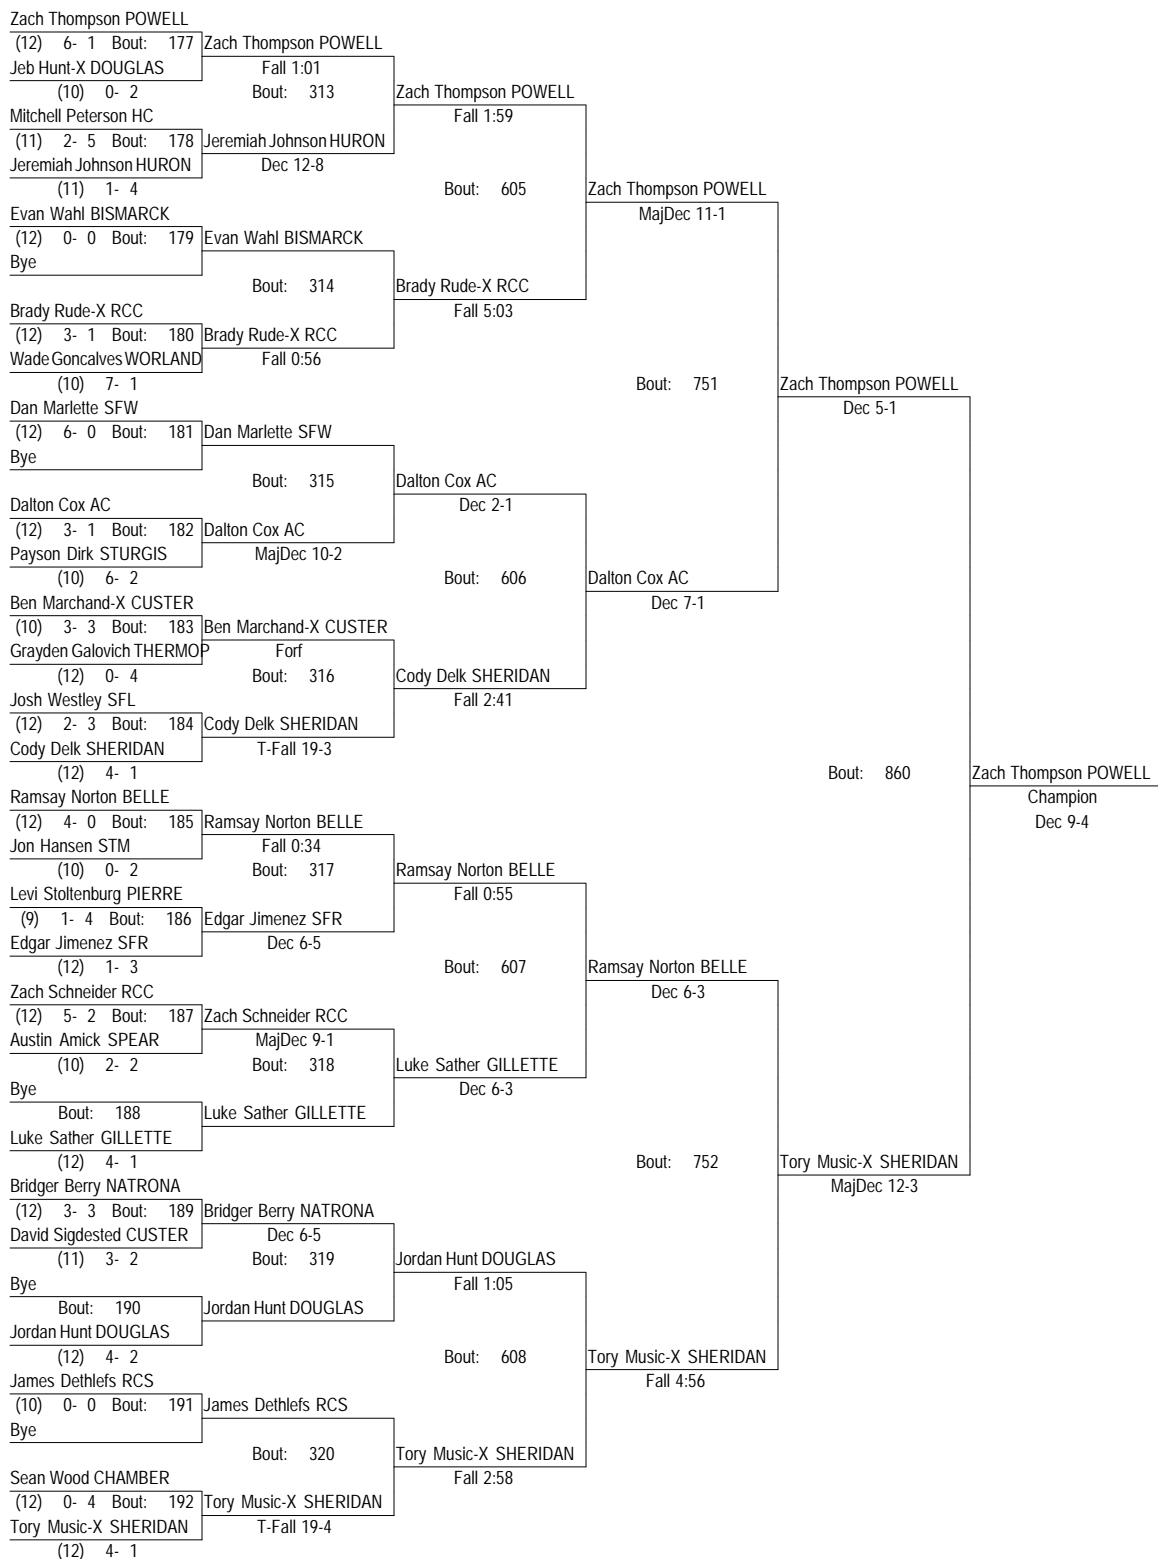 Zach Thompson POWELL
(12) 6- 1 Bout: 177 Zach Thompson POWELL
Jeb Hunt-X DOUGLAS Fall 1:01
(10) 0- 2 Bout: 313 Zach Thompson POWELL
Mitchell Peterson HC Fall 1:59
(11) 2- 5 Bout: 178 Jeremiah Johnson HURON
Jeremiah Johnson HURON Dec 12-8
(11) 1- 4 Bout: 605 Zach Thompson POWELL
Evan Wahl BISMARCK MajDec 11-1
(12) 0- 0 Bout: 179 Evan Wahl BISMARCK
Bye
Bout: 314 Brady Rude-X RCC
Brady Rude-X RCC Fall 5:03
(12) 3- 1 Bout: 180 Brady Rude-X RCC
Wade Goncalves WORLAND Fall 0:56
(10) 7- 1 Bout: 751 Zach Thompson POWELL
Dan Marlette SFW Dec 5-1
(12) 6- 0 Bout: 181 Dan Marlette SFW
Bye
Bout: 315 Dalton Cox AC
Dalton Cox AC Dec 2-1
(12) 3- 1 Bout: 182 Dalton Cox AC
Payson Dirk STURGIS MajDec 10-2
(10) 6- 2 Bout: 606 Dalton Cox AC
Ben Marchand-X CUSTER Dec 7-1
(10) 3- 3 Bout: 183 Ben Marchand-X CUSTER
Grayden Galovich THERMOP Forf
(12) 0- 4 Bout: 316 Cody Delk SHERIDAN
Josh Westley SFL Fall 2:41
(12) 2- 3 Bout: 184 Cody Delk SHERIDAN
Cody Delk SHERIDAN T-Fall 19-3
(12) 4- 1 Bout: 860 Zach Thompson POWELL
Ramsay Norton BELLE Champion
(12) 4- 0 Bout: 185 Ramsay Norton BELLE Dec 9-4
Jon Hansen STM Fall 0:34
(10) 0- 2 Bout: 317 Ramsay Norton BELLE
Levi Stoltenburg PIERRE Fall 0:55
(9) 1- 4 Bout: 186 Edgar Jimenez SFR
Edgar Jimenez SFR Dec 6-5
(12) 1- 3 Bout: 607 Ramsay Norton BELLE
Zach Schneider RCC Dec 6-3
(12) 5- 2 Bout: 187 Zach Schneider RCC
Austin Amick SPEAR MajDec 9-1
(10) 2- 2 Bout: 318 Luke Sather GILLETTE
Bye Dec 6-3
Bout: 188 Luke Sather GILLETTE
Luke Sather GILLETTE
(12) 4- 1 Bout: 752 Tory Music-X SHERIDAN
Bridger Berry NATRONA MajDec 12-3
(12) 3- 3 Bout: 189 Bridger Berry NATRONA
David Sigdested CUSTER Dec 6-5
(11) 3- 2 Bout: 319 Jordan Hunt DOUGLAS
Bye Fall 1:05
Bout: 190 Jordan Hunt DOUGLAS
Jordan Hunt DOUGLAS
(12) 4- 2 Bout: 608 Tory Music-X SHERIDAN
James Dethlefs RCS Fall 4:56
(10) 0- 0 Bout: 191 James Dethlefs RCS
Bye
Bout: 320 Tory Music-X SHERIDAN
Sean Wood CHAMBER Fall 2:58
(12) 0- 4 Bout: 192 Tory Music-X SHERIDAN
Tory Music-X SHERIDAN T-Fall 19-4
(12) 4- 1